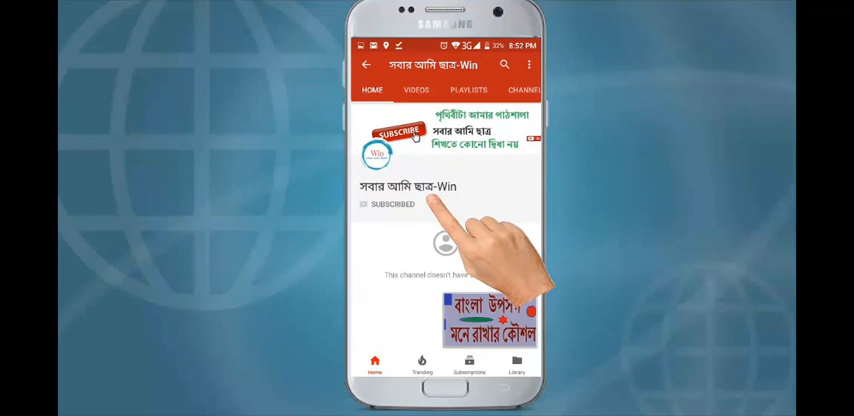 SAMSUNG
3G 32% 8:52 PM
সবার আমি ছাত্র-Win
HOME VIDEOS PLAYLISTS CHANNEL
পৃথিবীটা আমার পাঠশালা
SUBSCRIBE
সবার আমি ছাত্র
শিখতে কোনো দ্বিধা নয়
Win
সবার আমি ছাত্র-Win
SUBSCRIBED
This channel doesn't have
বাংলা উপসর্গ
মনে রাখার কৌশল
Home Trending Subscriptions Library